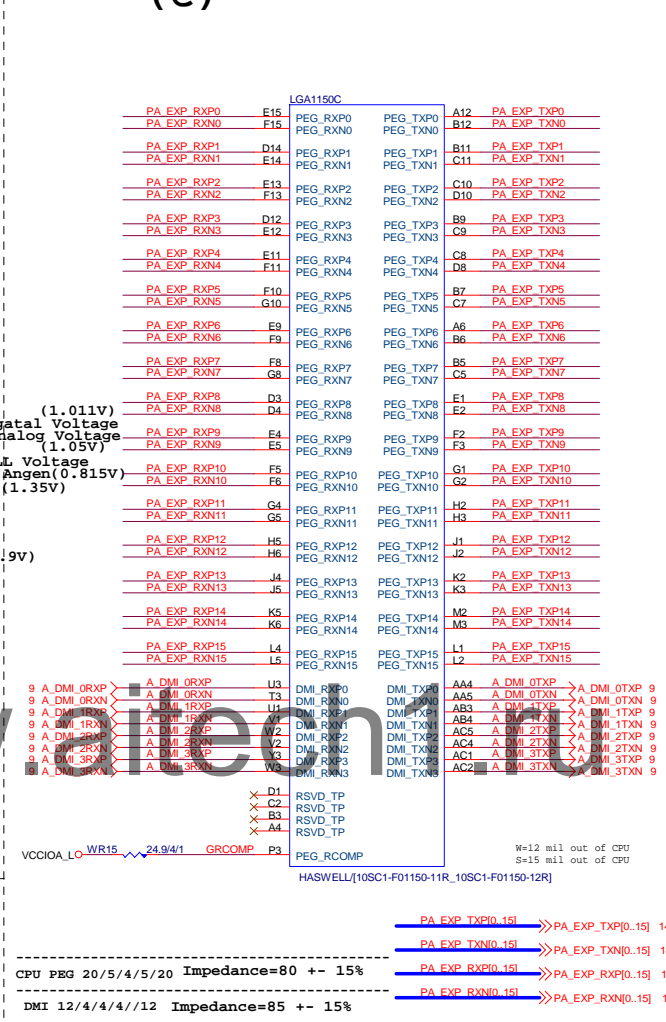 LGA1150C
PA_EXP_RXP0 E15 PEG_RXP0 PEG_TXP0 A12 PA_EXP_TXP0
PA_EXP_RXN0 F15 PEG_RXN0 PEG_TXN0 B12 PA_EXP_TXN0
PA_EXP_RXP1 D14 PEG_RXP1 PEG_TXP1 B11 PA_EXP_TXP1
PA_EXP_RXN1 E14 PEG_RXN1 PEG_TXN1 C11 PA_EXP_TXN1
PA_EXP_RXP2 E13 PEG_RXP2 PEG_TXP2 C10 PA_EXP_TXP2
PA_EXP_RXN2 F13 PEG_RXN2 PEG_TXN2 D10 PA_EXP_TXN2
PA_EXP_RXP3 D12 PEG_RXP3 PEG_TXP3 B9 PA_EXP_TXP3
PA_EXP_RXN3 E12 PEG_RXN3 PEG_TXN3 C9 PA_EXP_TXN3
PA_EXP_RXP4 E11 PEG_RXP4 PEG_TXP4 C8 PA_EXP_TXP4
PA_EXP_RXN4 F11 PEG_RXN4 PEG_TXN4 D8 PA_EXP_TXN4
PA_EXP_RXP5 F10 PEG_RXP5 PEG_TXP5 B7 PA_EXP_TXP5
PA_EXP_RXN5 G10 PEG_RXN5 PEG_TXN5 C7 PA_EXP_TXN5
PA_EXP_RXP6 E9 PEG_RXP6 PEG_TXP6 A6 PA_EXP_TXP6
PA_EXP_RXN6 F9 PEG_RXN6 PEG_TXN6 B6 PA_EXP_TXN6
PA_EXP_RXP7 F8 PEG_RXP7 PEG_TXP7 B5 PA_EXP_TXP7
PA_EXP_RXN7 G8 PEG_RXN7 PEG_TXN7 C5 PA_EXP_TXN7
PA_EXP_RXP8 D3 PEG_RXP8 PEG_TXP8 E1 PA_EXP_TXP8
(1.011V) PA_EXP_RXN8 D4 PEG_RXN8 PEG_TXN8 E2 PA_EXP_TXN8
Voltage
Voltage PA_EXP_RXP9 E4 PEG_RXP9 PEG_TXP9 F2 PA_EXP_TXP9
(1.05V) PA_EXP_RXN9 E5 PEG_RXN9 PEG_TXN9 F3 PA_EXP_TXN9
Voltage
Angen(0.815V) PA_EXP_RXP10 F5 PEG_RXP10 PEG_TXP10 G1 PA_EXP_TXP10
(1.35V) PA_EXP_RXN10 F6 PEG_RXN10 PEG_TXN10 G2 PA_EXP_TXN10
PA_EXP_RXP11 G4 PEG_RXP11 PEG_TXP11 H2 PA_EXP_TXP11
PA_EXP_RXN11 G5 PEG_RXN11 PEG_TXN11 H3 PA_EXP_TXN11
PA_EXP_RXP12 H5 PEG_RXP12 PEG_TXP12 J1 PA_EXP_TXP12
.9V) PA_EXP_RXN12 H6 PEG_RXN12 PEG_TXN12 J2 PA_EXP_TXN12
PA_EXP_RXP13 J4 PEG_RXP13 PEG_TXP13 K2 PA_EXP_TXP13
PA_EXP_RXN13 J5 PEG_RXN13 PEG_TXN13 K3 PA_EXP_TXN13
PA_EXP_RXP14 K5 PEG_RXP14 PEG_TXP14 M2 PA_EXP_TXP14
PA_EXP_RXN14 K6 PEG_RXN14 PEG_TXN14 M3 PA_EXP_TXN14
PA_EXP_RXP15 L4 PEG_RXP15 PEG_TXP15 L1 PA_EXP_TXP15
PA_EXP_RXN15 L5 PEG_RXN15 PEG_TXN15 L2 PA_EXP_TXN15
9 A_DMI_0RXP A_DMI_0RXP U3 DMI_RXP0 DMI_TXP0 AA4 A_DMI_0TXP A_DMI_0TXP 9
9 A_DMI_0RXN A_DMI_0RXN T3 DMI_RXN0 DMI_TXN0 AA5 A_DMI_0TXN A_DMI_0TXN 9
9 A_DMI_1RXP A_DMI_1RXP U1 DMI_RXP1 DMI_TXP1 AB3 A_DMI_1TXP A_DMI_1TXP 9
9 A_DMI_1RXN A_DMI_1RXN V1 DMI_RXN1 DMI_TXN1 AB4 A_DMI_1TXN A_DMI_1TXN 9
9 A_DMI_2RXP A_DMI_2RXP W2 DMI_RXP2 DMI_TXP2 AC5 A_DMI_2TXP A_DMI_2TXP 9
9 A_DMI_2RXN A_DMI_2RXN V2 DMI_RXN2 DMI_TXN2 AC4 A_DMI_2TXN A_DMI_2TXN 9
9 A_DMI_3RXP A_DMI_3RXP Y3 DMI_RXP3 DMI_TXP3 AC1 A_DMI_3TXP A_DMI_3TXP 9
9 A_DMI_3RXN A_DMI_3RXN W3 DMI_RXN3 DMI_TXN3 AC2 A_DMI_3TXN A_DMI_3TXN 9
.aitech1.ru
D1 RSVD_TP
C2 RSVD_TP
B3 RSVD_TP
A4 RSVD_TP
VCCIOA_L WR15 24.9/4/1 GRCOMP P3 PEG_RCOMP
W=12 mil out of CPU
S=15 mil out of CPU
HASWELL/[10SC1-F01150-11R_10SC1-F01150-12R]
PA_EXP_TXP[0..15] PA_EXP_TXP[0..15]
PA_EXP_TXN[0..15] PA_EXP_TXN[0..15]
PA_EXP_RXP[0..15] PA_EXP_RXP[0..15]
PA_EXP_RXN[0..15] PA_EXP_RXN[0..15]
CPU PEG 20/5/4/5/20 Impedance=80 +- 15%
DMI 12/4/4/4//12 Impedance=85 +- 15%